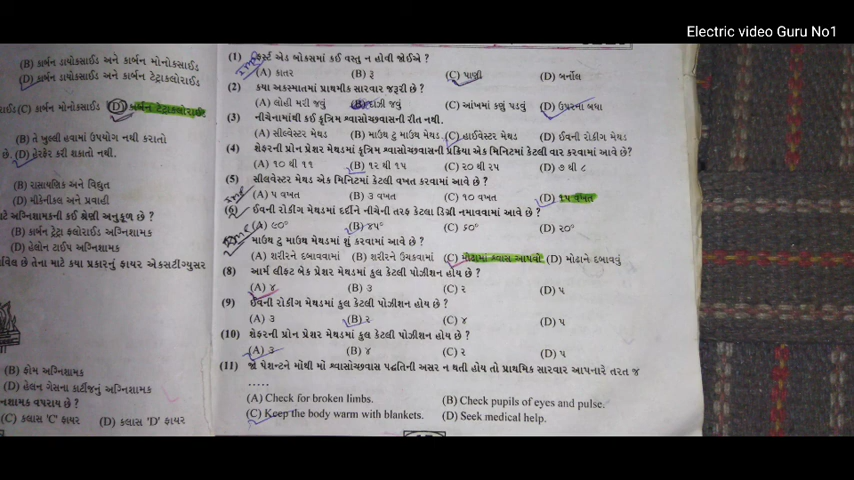 Electric video Guru No1
(B) કાર્બન ડાયોક્સાઈડ અને કાર્બન મોનોક્સાઈડ
(D) કાર્બન ડાયોક્સાઈડ અને કાર્બન ટેટ્રાક્લોરાઈડ
(C) કાર્બન મોનોક્સાઈડ (D) કાર્બન ટેટ્રાક્લોરાઈડ
(B) તે ખુલ્લી હવામાં ઉપયોગ નથી કરાતો
છે. (D) હેરફેર કરી શકાતો નથી.
(B) રાસાયણિક અને વિદ્યુત
(D) મીકેનીકલ અને પ્રવાહી
માટે અગ્નિશામકની કઈ શ્રેણી અનુકૂળ છે ?
(B) કાર્બન ટ્રેટ્રા ફ્લોરાઈડ અગ્નિશામક
(D) હેલોન ટાઈપ અગ્નિશામક
છે તેના માટે ક્યા પ્રકારનું ફાયર એક્સટીંગ્યુસર
(B) ફોમ અગ્નિશામક
(D) હેલન ગેસના કાર્ટીજનું અગ્નિશામક
વપરાય છે ?
(C) ક્લાસ 'C' ફાયર (D) ક્લાસ 'D' ફાયર
(1) ફર્સ્ટ એડ બોક્સમાં કઈ વસ્તુ ન હોવી જોઈએ ?
Imp
(A) કાતર (B) રૂ (C) પાણી (D) બર્નોલ
(2) ક્યા અકસ્માતમાં પ્રાથમીક સારવાર જરૂરી છે ?
(A) લોહી મરી જવું (B) દાઝી જવું (C) આંખમાં કણું પડવું (D) ઉપરના બધા
(3) નીચેનામાંથી કઈ કૃત્રિમ શ્વાસોચ્છવાસની રીત નથી.
(A) સીલ્વેસ્ટર મેથડ (B) માઉથ ટુ માઉથ મેથડ (C) હાઈવેસ્ટર મેથડ (D) ઈવની રોકીંગ મેથડ
(4) શેફરની પ્રોન પ્રેશર મેથડમાં કૃત્રિમ શ્વાસોચ્છવાસની પ્રક્રિયા એક મિનિટમાં કેટલી વાર કરવામાં આવે છે?
(A) ૧૦ થી ૧૧ (B) ૧૨ થી ૧૫ (C) ૨૦ થી ૨૫ (D) ૭ થી ૮
(5) સીલવેસ્ટર મેથડ એક મિનિટમાં કેટલી વખત કરવામાં આવે છે ?
Imp
(A) ૫ વખત (B) ૩ વખત (C) ૧૦ વખત (D) ૧૫ વખત
(6) ઈવની રોકીંગ મેથડમાં દર્દીને નીચેની તરફ કેટલા ડિગ્રી નમાવવામાં આવે છે ?
(A) ૯૦° (B) ૪૫° (C) ૬૦° (D) ૨૦°
Imp
(7) માઉથ ટુ માઉથ મેથડમાં શું કરવામાં આવે છે ?
(A) શરીરને દબાવવામાં (B) શરીરને ઉંચકવામાં (C) મોઢામાં શ્વાસ આપવો (D) મોઢાને દબાવવું
(8) આર્મ લીફ્ટ બેક પ્રેશર મેથડમાં કુલ કેટલી પોઝીશન હોય છે ?
(A) ૪ (B) ૩ (C) ૨ (D) ૫
(9) ઈવની રોકીંગ મેથડમાં કુલ કેટલી પોઝીશન હોય છે ?
(A) ૩ (B) ૨ (C) ૪ (D) ૫
(10) શેફરની પ્રોન પ્રેશર મેથડમાં કુલ કેટલી પોઝીશન હોય છે ?
(A) ૩ (B) ૪ (C) ૨ (D) ૫
(11) જો પેશન્ટને મોંથી મોં શ્વાસોચ્છવાસ પદ્ધતિની અસર ન થતી હોય તો પ્રાથમિક સારવાર આપનારે તરત જ
.....
(A) Check for broken limbs. (B) Check pupils of eyes and pulse.
(C) Keep the body warm with blankets. (D) Seek medical help.